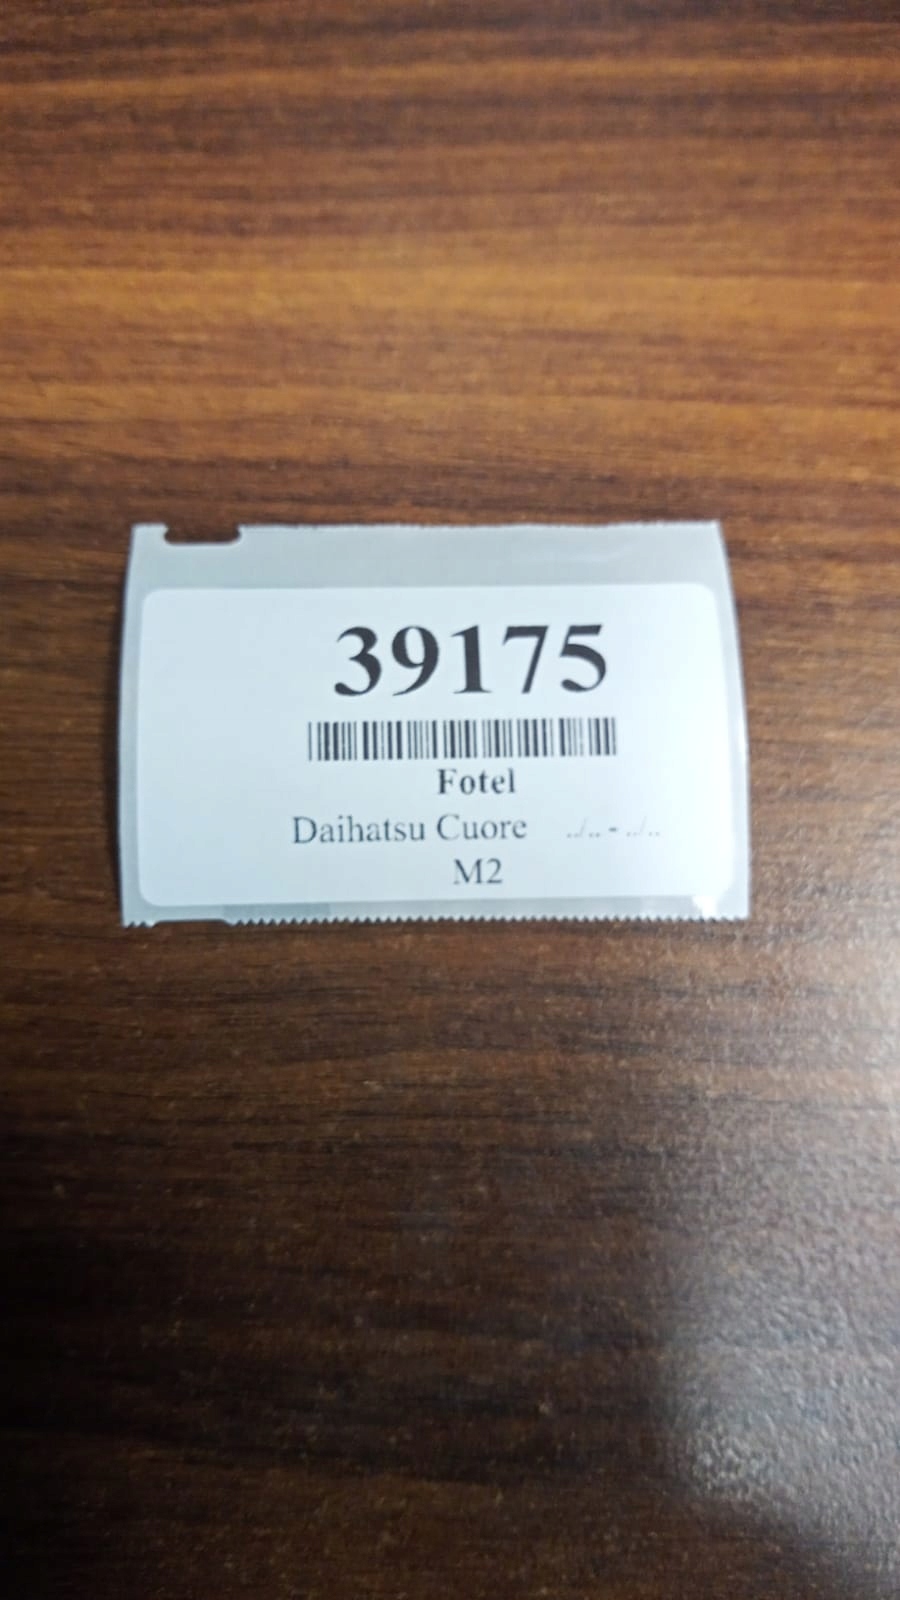 39175
Fotel
Daihatsu Cuore ../.. - ../..
M2